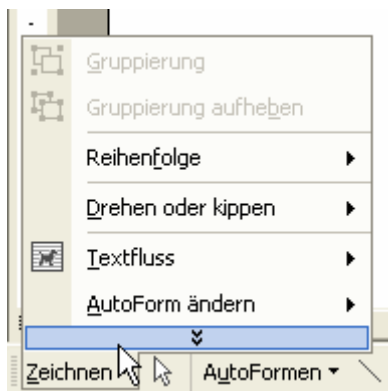 Gruppierung
Gruppierung aufheben
Reihenfolge
Drehen oder kippen
Textfluss
AutoForm ändern
Zeichnen AutoFormen